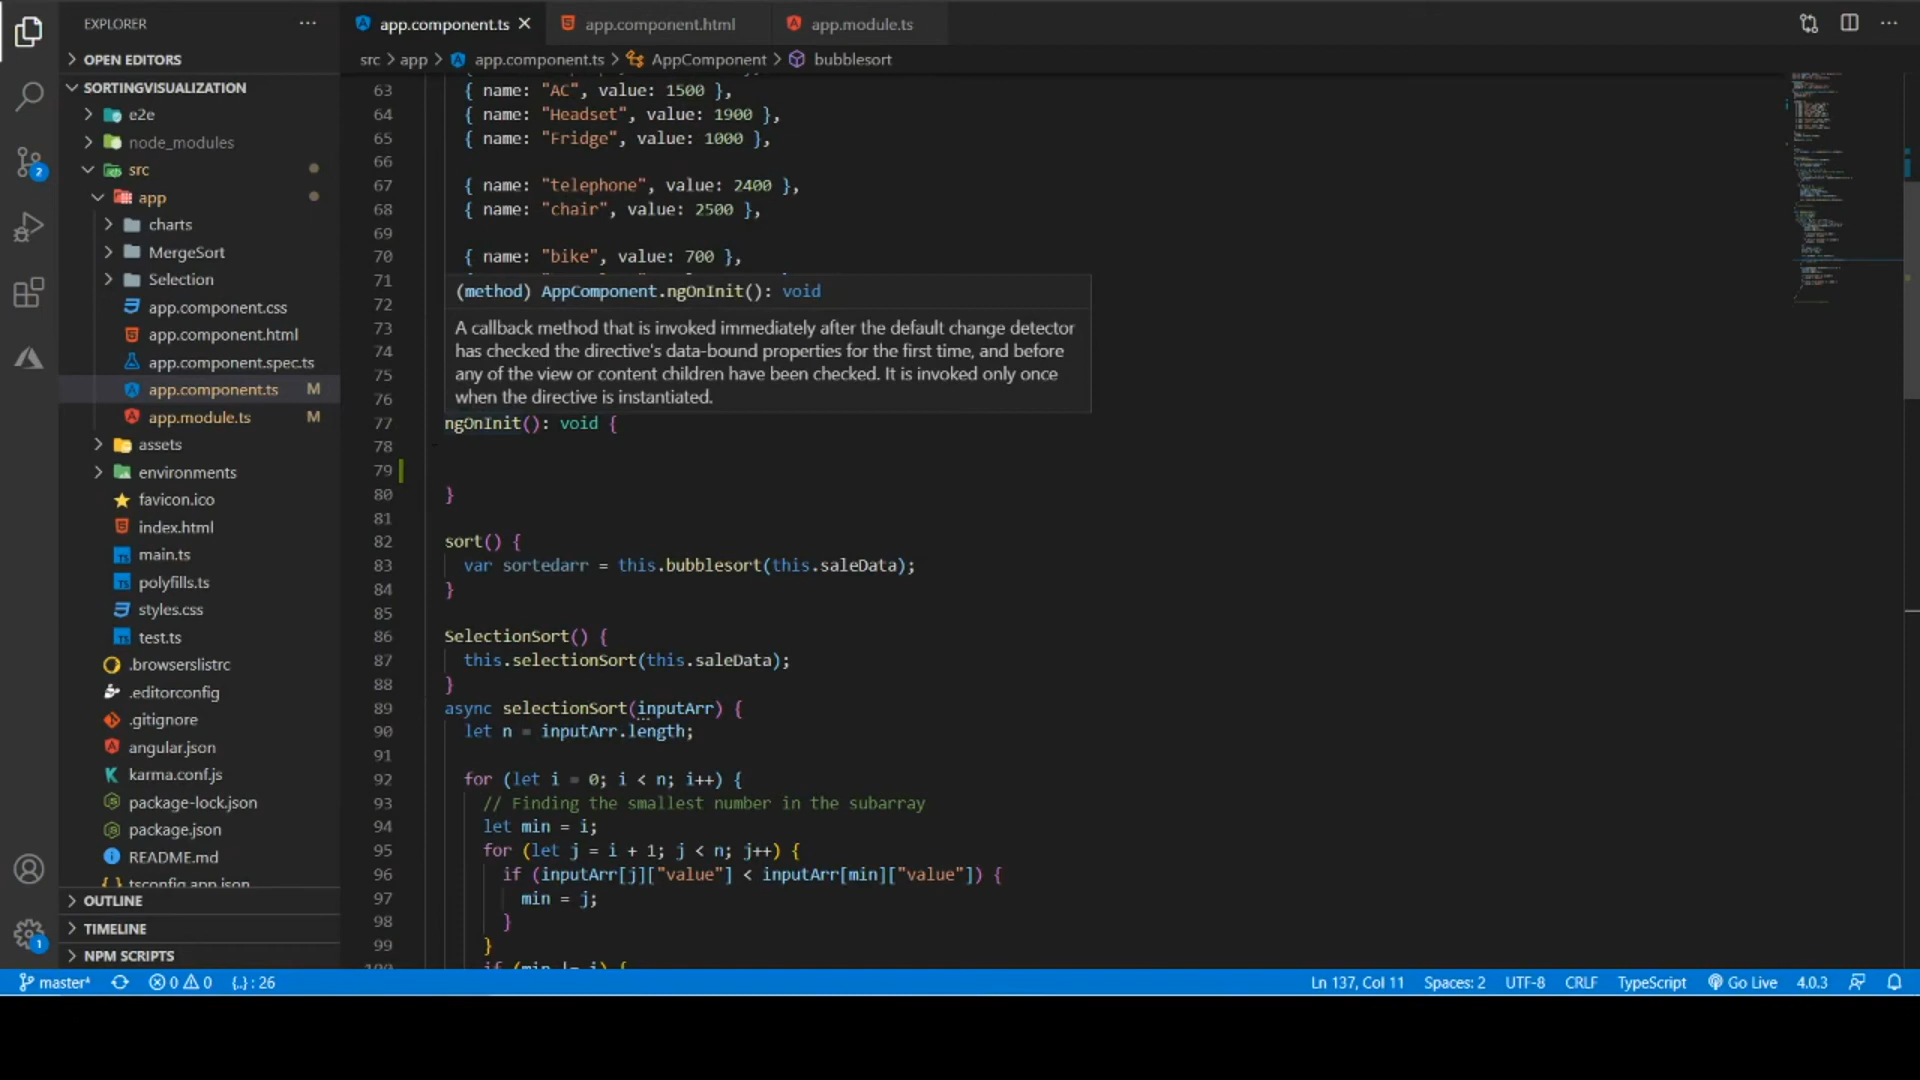 EXPLORER
OPEN EDITORS
SORTINGVISUALIZATION
e2e
node_modules
src
app
charts
MergeSort
Selection
app.component.css
app.component.html
app.component.spec.ts
app.component.ts M
app.module.ts M
assets
environments
favicon.ico
index.html
main.ts
polyfills.ts
styles.css
test.ts
.browserslistrc
.editorconfig
.gitignore
angular.json
karma.conf.js
package-lock.json
package.json
README.md
tsconfig.app.json
OUTLINE
TIMELINE
NPM SCRIPTS
2
1
app.component.ts
app.component.html
app.module.ts
src > app > app.component.ts > AppComponent > bubblesort
63 { name: "AC", value: 1500 },
64 { name: "Headset", value: 1900 },
65 { name: "Fridge", value: 1000 },
66
67 { name: "telephone", value: 2400 },
68 { name: "chair", value: 2500 },
69
70 { name: "bike", value: 700 },
71
(method) AppComponent.ngOnInit(): void
72
73 A callback method that is invoked immediately after the default change detector
74 has checked the directive's data-bound properties for the first time, and before
75 any of the view or content children have been checked. It is invoked only once
76 when the directive is instantiated.
77 ngOnInit(): void {
78
79
80 }
81
82 sort() {
83 var sortedarr = this.bubblesort(this.saleData);
84 }
85
86 SelectionSort() {
87 this.selectionSort(this.saleData);
88 }
89 async selectionSort(inputArr) {
90 let n = inputArr.length;
91
92 for (let i = 0; i < n; i++) {
93 // Finding the smallest number in the subarray
94 let min = i;
95 for (let j = i + 1; j < n; j++) {
96 if (inputArr[j]["value"] < inputArr[min]["value"]) {
97 min = j;
98 }
99 }
100 if (min != i) {
master* 0 0 {..} : 26 Ln 137, Col 11 Spaces: 2 UTF-8 CRLF TypeScript Go Live 4.0.3